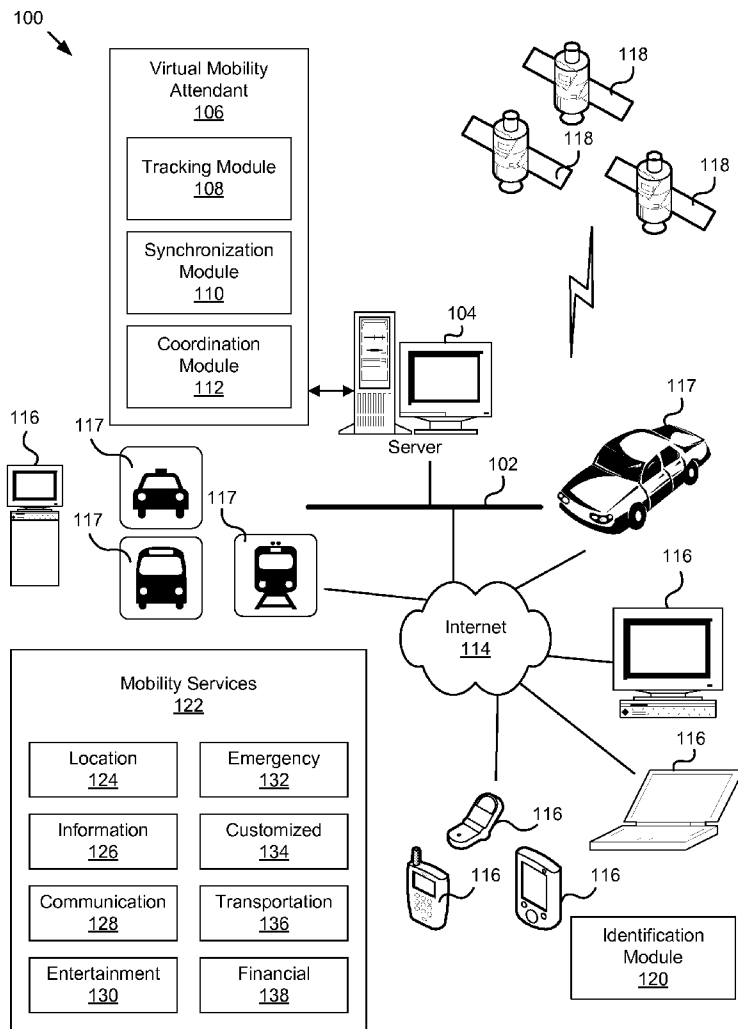 100
Virtual Mobility
Attendant
106
Tracking Module
108
Synchronization
Module
110
Coordination
Module
112
118
118
118
104
Server
116
117
117
117
117
102
Internet
114
116
116
116
116
116
Mobility Services
122
Location
124
Emergency
132
Information
126
Customized
134
Communication
128
Transportation
136
Entertainment
130
Financial
138
Identification
Module
120